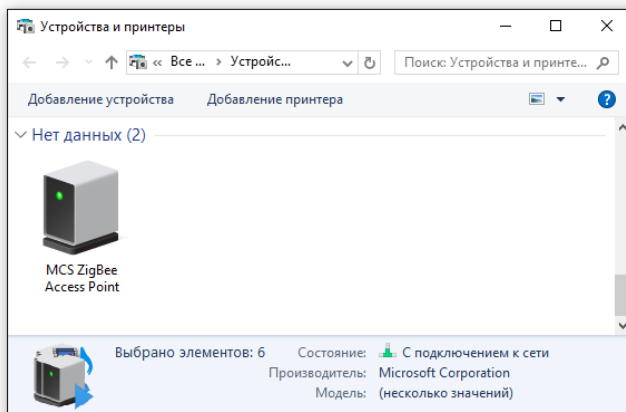 Устройства и принтеры
« Все ... › Устройс...
Поиск: Устройства и принте...
Добавление устройства Добавление принтера
Нет данных (2)
MCS ZigBee
Access Point
Выбрано элементов: 6 Состояние: С подключением к сети
Производитель: Microsoft Corporation
Модель: (несколько значений)